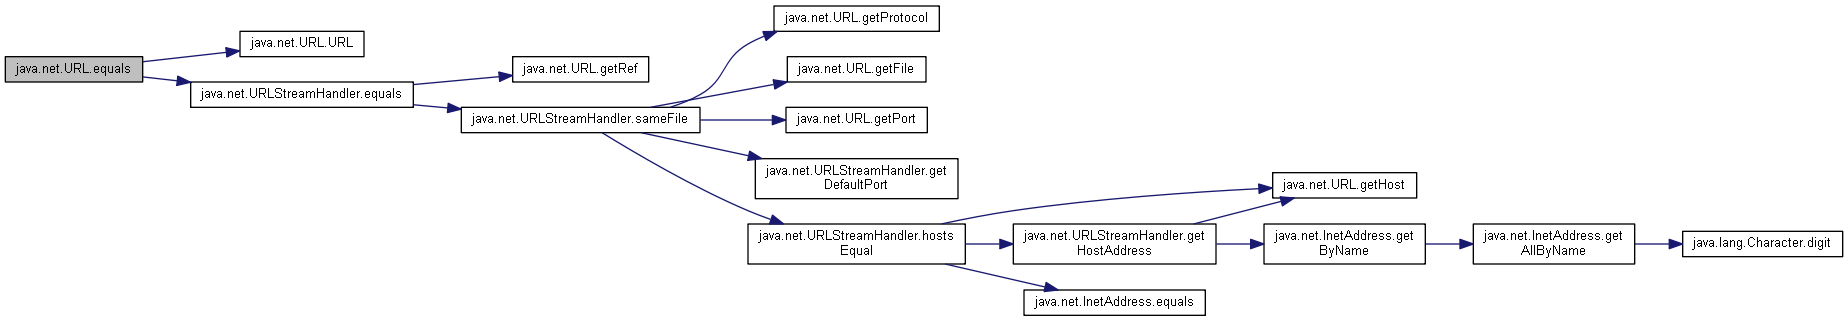 java.net.URL.equals
java.net.URL.URL
java.net.URLStreamHandler.equals
java.net.URL.getRef
java.net.URLStreamHandler.sameFile
java.net.URL.getProtocol
java.net.URL.getFile
java.net.URL.getPort
java.net.URLStreamHandler.get
DefaultPort
java.net.URLStreamHandler.hosts
Equal
java.net.URL.getHost
java.net.URLStreamHandler.get
HostAddress
java.net.InetAddress.get
ByName
java.net.InetAddress.get
AllByName
java.lang.Character.digit
java.net.InetAddress.equals